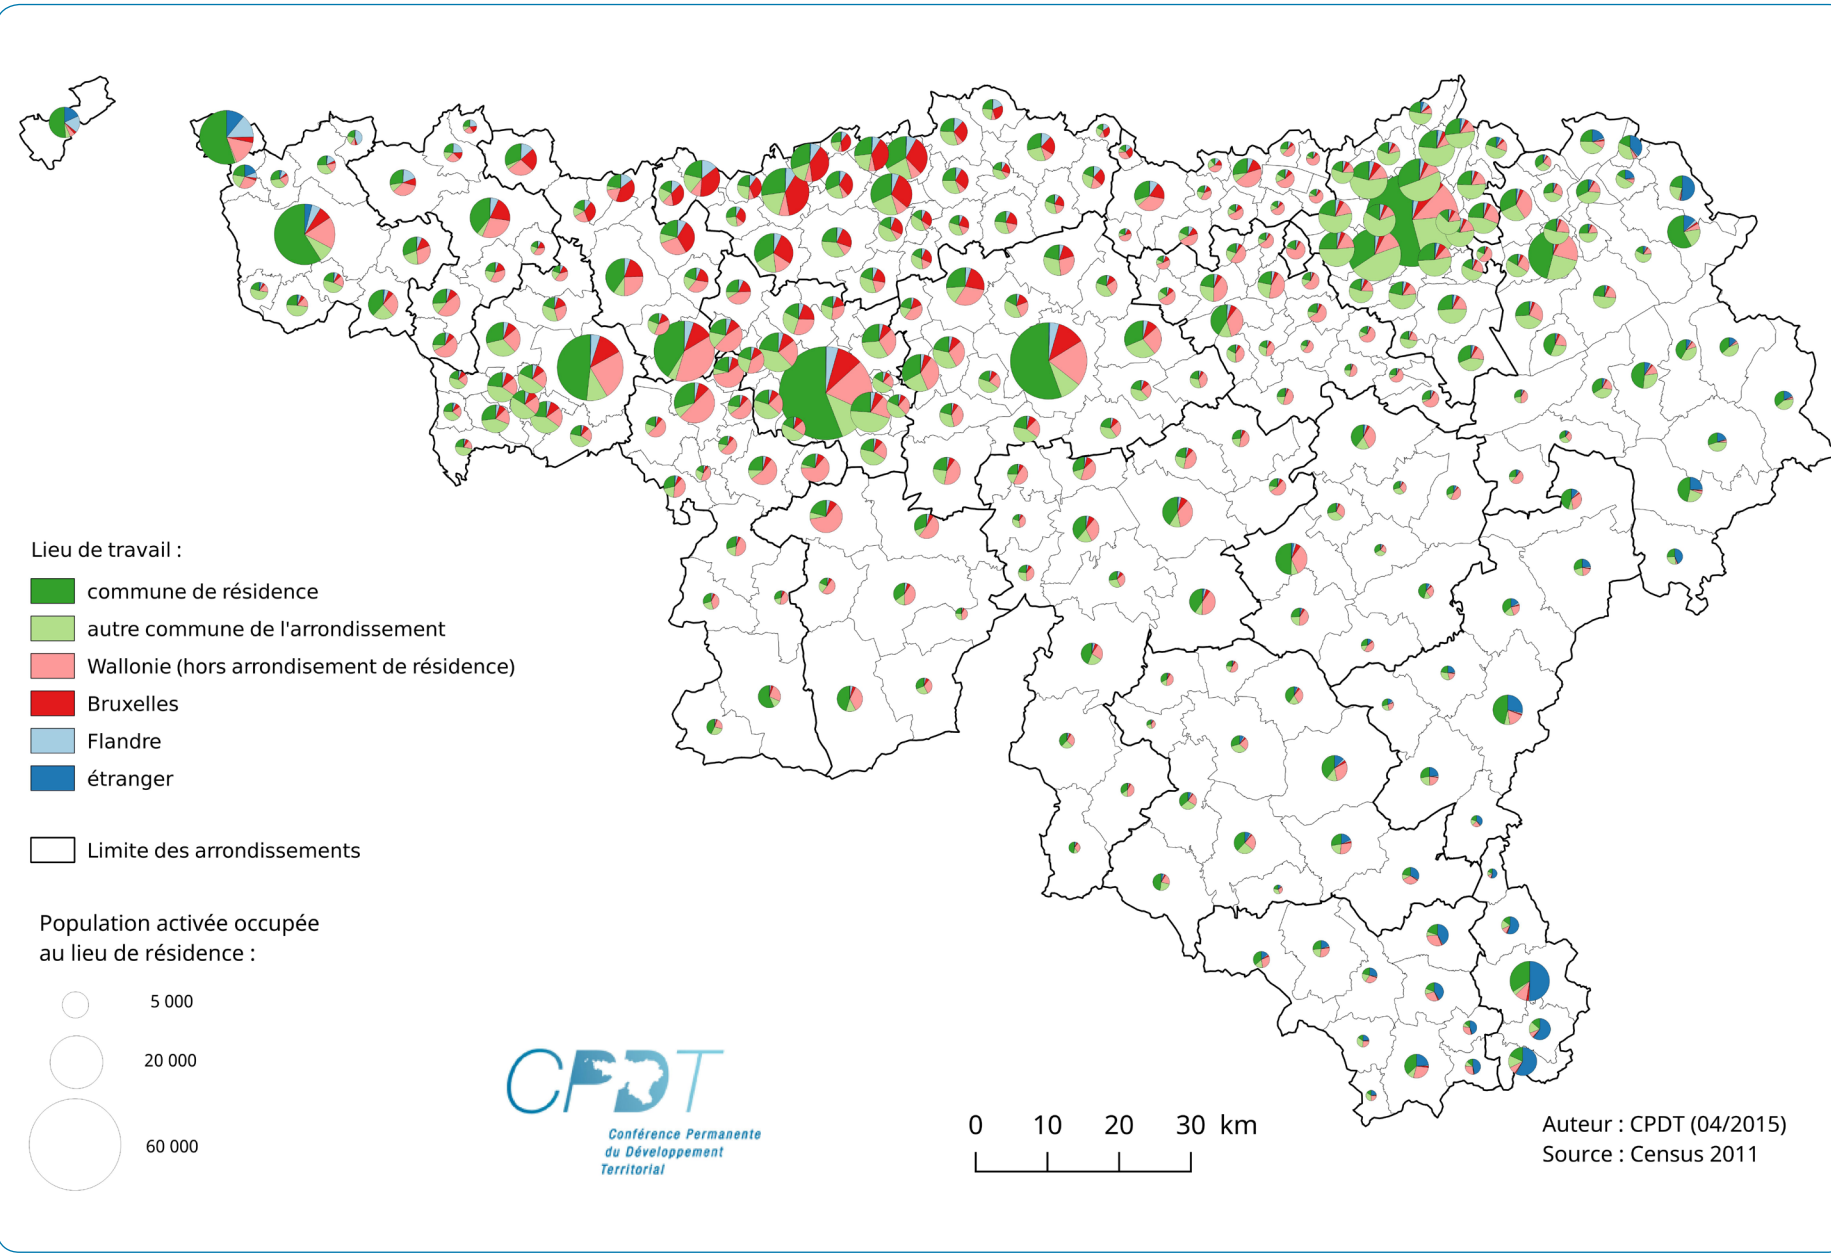 Lieu de travail :
commune de résidence
autre commune de l'arrondissement
Wallonie (hors arrondisement de résidence)
Bruxelles
Flandre
étranger
Limite des arrondissements
Population activée occupée
au lieu de résidence :
5 000
20 000
60 000
CPDT
Conférence Permanente
du Développement
Territorial
0 10 20 30 km
Auteur : CPDT (04/2015)
Source : Census 2011